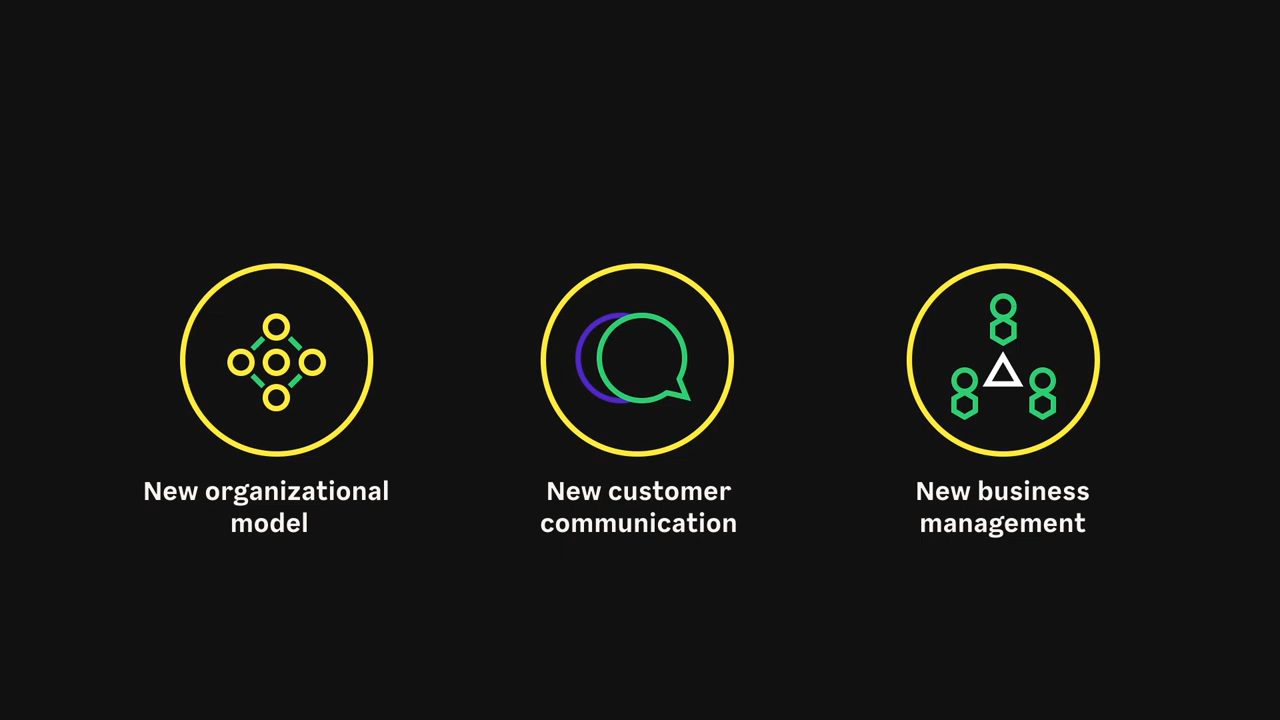 New organizational
model
New customer
communication
New business
management